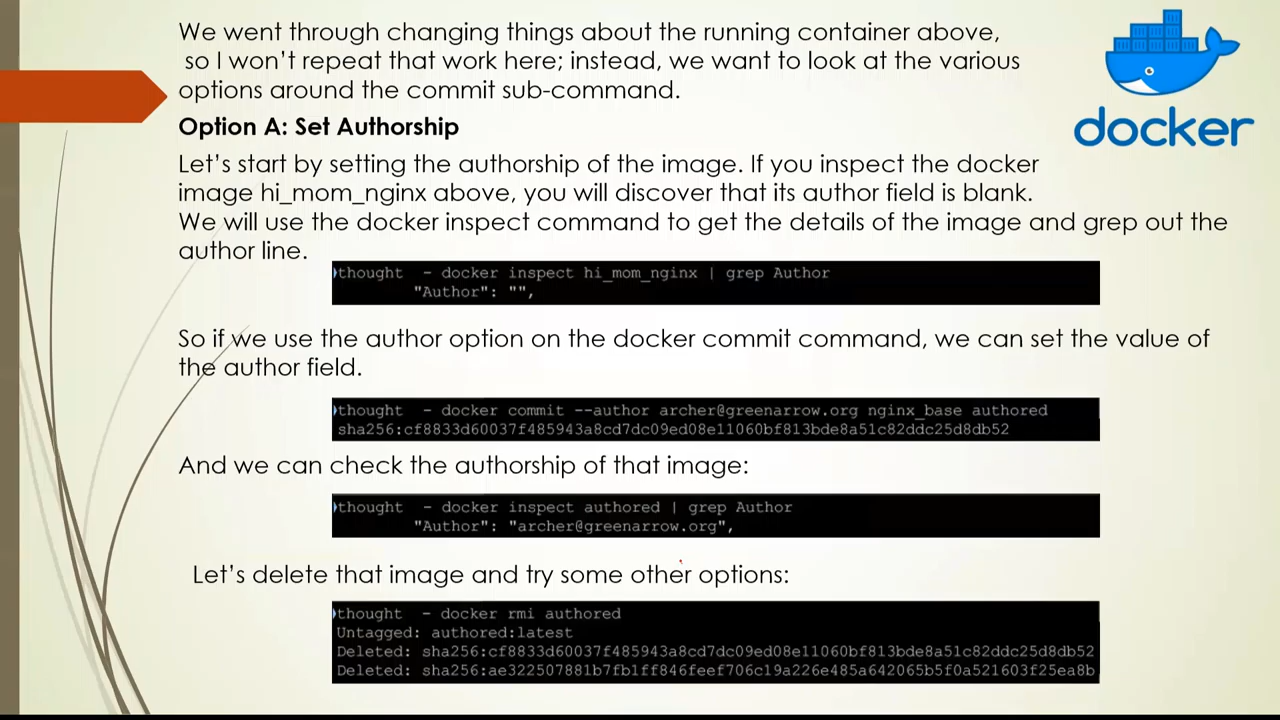 We went through changing things about the running container above,
so I won't repeat that work here; instead, we want to look at the various
options around the commit sub-command.
docker
Option A: Set Authorship
Let's start by setting the authorship of the image. If you inspect the docker
image hi_mom_nginx above, you will discover that its author field is blank.
We will use the docker inspect command to get the details of the image and grep out the
author line.
thought - docker inspect hi_mom_nginx | grep Author
"Author": "",
So if we use the author option on the docker commit command, we can set the value of
the author field.
thought - docker commit --author archer@greenarrow.org nginx_base authored
sha256:cf8833d60037f485943a8cd7dc09ed08e11060bf813bde8a51c82ddc25d8db52
And we can check the authorship of that image:
thought - docker inspect authored | grep Author
"Author": "archer@greenarrow.org",
Let's delete that image and try some other options:
thought - docker rmi authored
Untagged: authored:latest
Deleted: sha256:cf8833d60037f485943a8cd7dc09ed08e11060bf813bde8a51c82ddc25d8db52
Deleted: sha256:ae322507881b7fb1ff846feef706c19a226e485a642065b5f0a521603f25ea8b